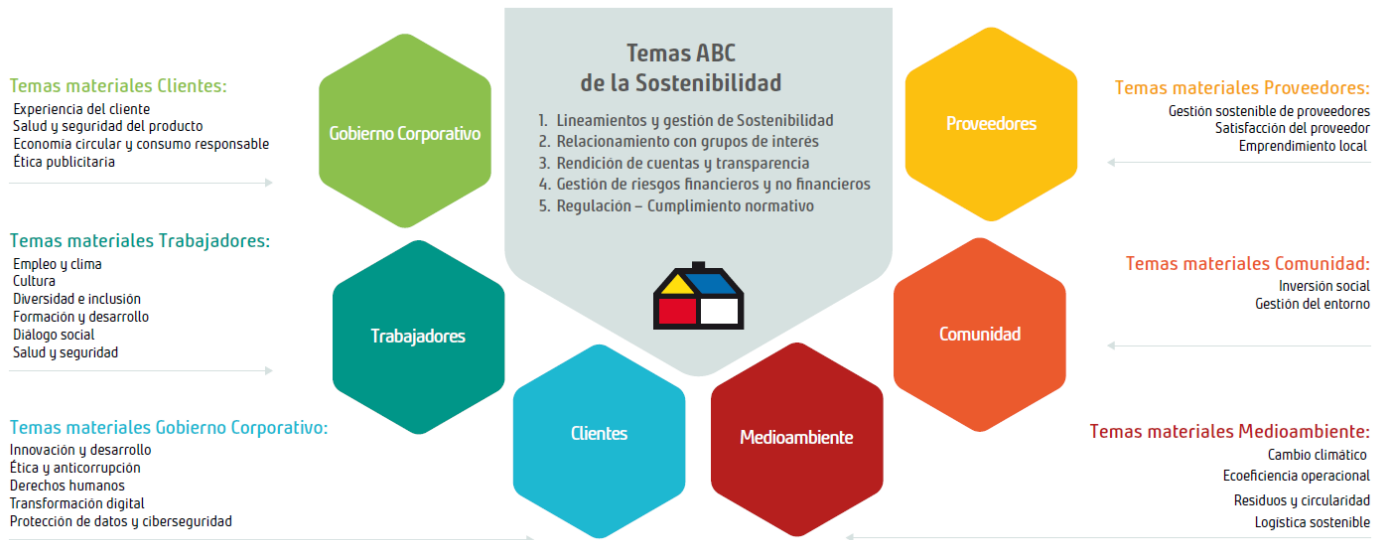 Temas ABC
de la Sostenibilidad
1. Lineamientos y gestión de Sostenibilidad
2. Relacionamiento con grupos de interés
3. Rendición de cuentas y transparencia
4. Gestión de riesgos financieros y no financieros
5. Regulación – Cumplimiento normativo
Temas materiales Clientes:
Experiencia del cliente
Salud y seguridad del producto
Economía circular y consumo responsable
Ética publicitaria
Gobierno Corporativo
Temas materiales Trabajadores:
Empleo y clima
Cultura
Diversidad e inclusión
Formación y desarrollo
Diálogo social
Salud y seguridad
Trabajadores
Temas materiales Gobierno Corporativo:
Innovación y desarrollo
Ética y anticorrupción
Derechos humanos
Transformación digital
Protección de datos y ciberseguridad
Clientes
Proveedores
Temas materiales Proveedores:
Gestión sostenible de proveedores
Satisfacción del proveedor
Emprendimiento local
Comunidad
Temas materiales Comunidad:
Inversión social
Gestión del entorno
Medioambiente
Temas materiales Medioambiente:
Cambio climático
Ecoeficiencia operacional
Residuos y circularidad
Logística sostenible